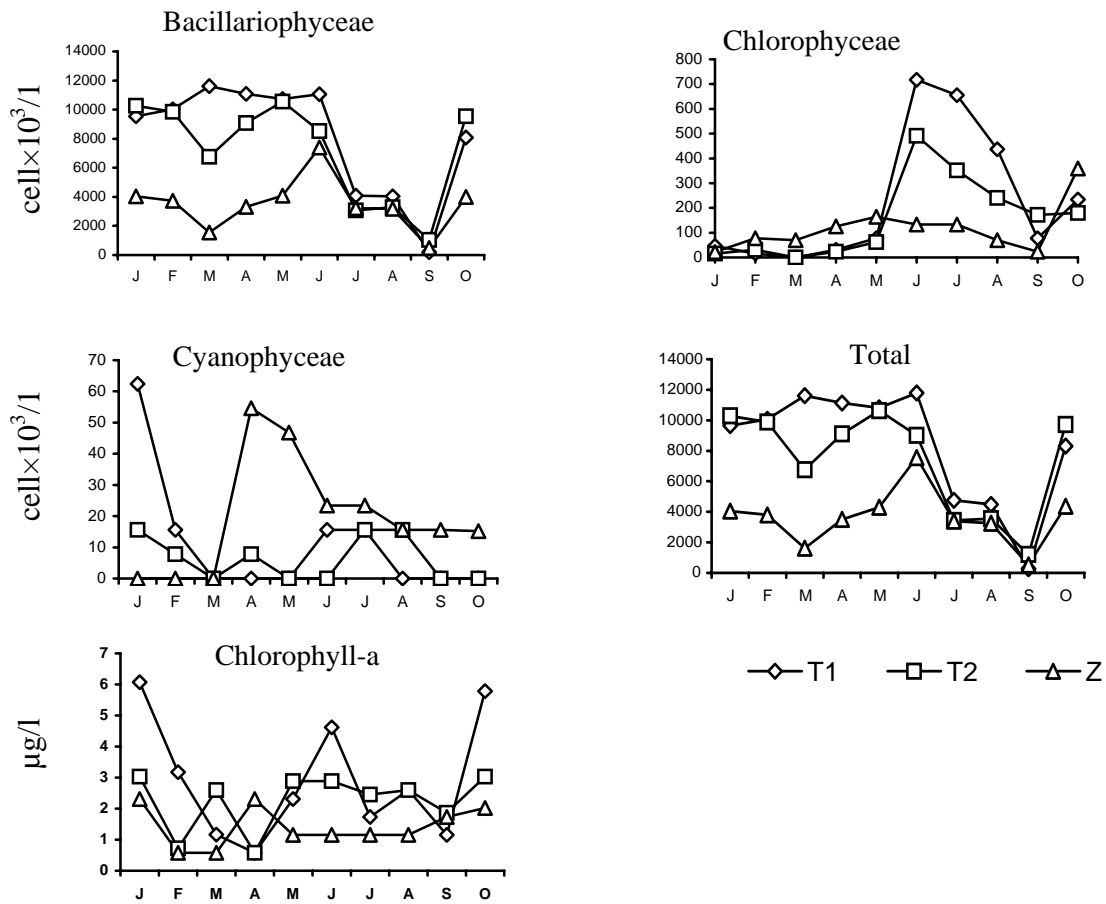 Bacillariophyceae
14000
12000
10000
8000
6000
4000
2000
0
J F M A M J J A S O
cell×10³/1
Chlorophyceae
800
700
600
500
400
300
200
100
0
J F M A M J J A S O
Cyanophyceae
70
60
50
40
30
20
10
0
J F M A M J J A S O
cell×10³/1
Total
14000
12000
10000
8000
6000
4000
2000
0
J F M A M J J A S O
Chlorophyll-a
7
6
5
4
3
2
1
0
J F M A M J J A S O
µg/l
T1 T2 Z